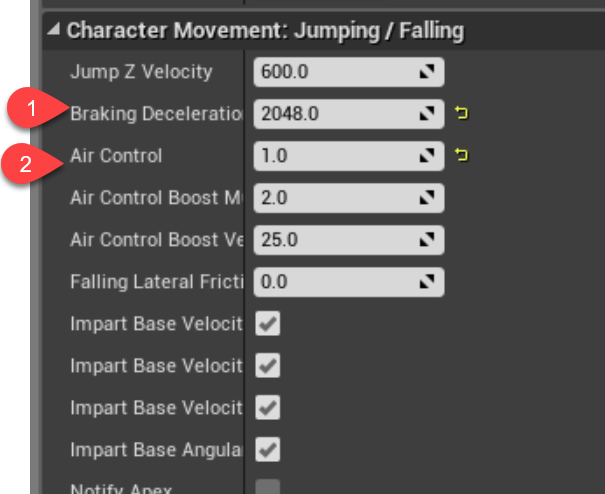 Character Movement: Jumping / Falling
Jump Z Velocity 600.0
1 Braking Deceleratio 2048.0
2 Air Control 1.0
Air Control Boost M 2.0
Air Control Boost Ve 25.0
Falling Lateral Fricti 0.0
Impart Base Velocit
Impart Base Velocit
Impart Base Velocit
Impart Base Angula
Notify Apex